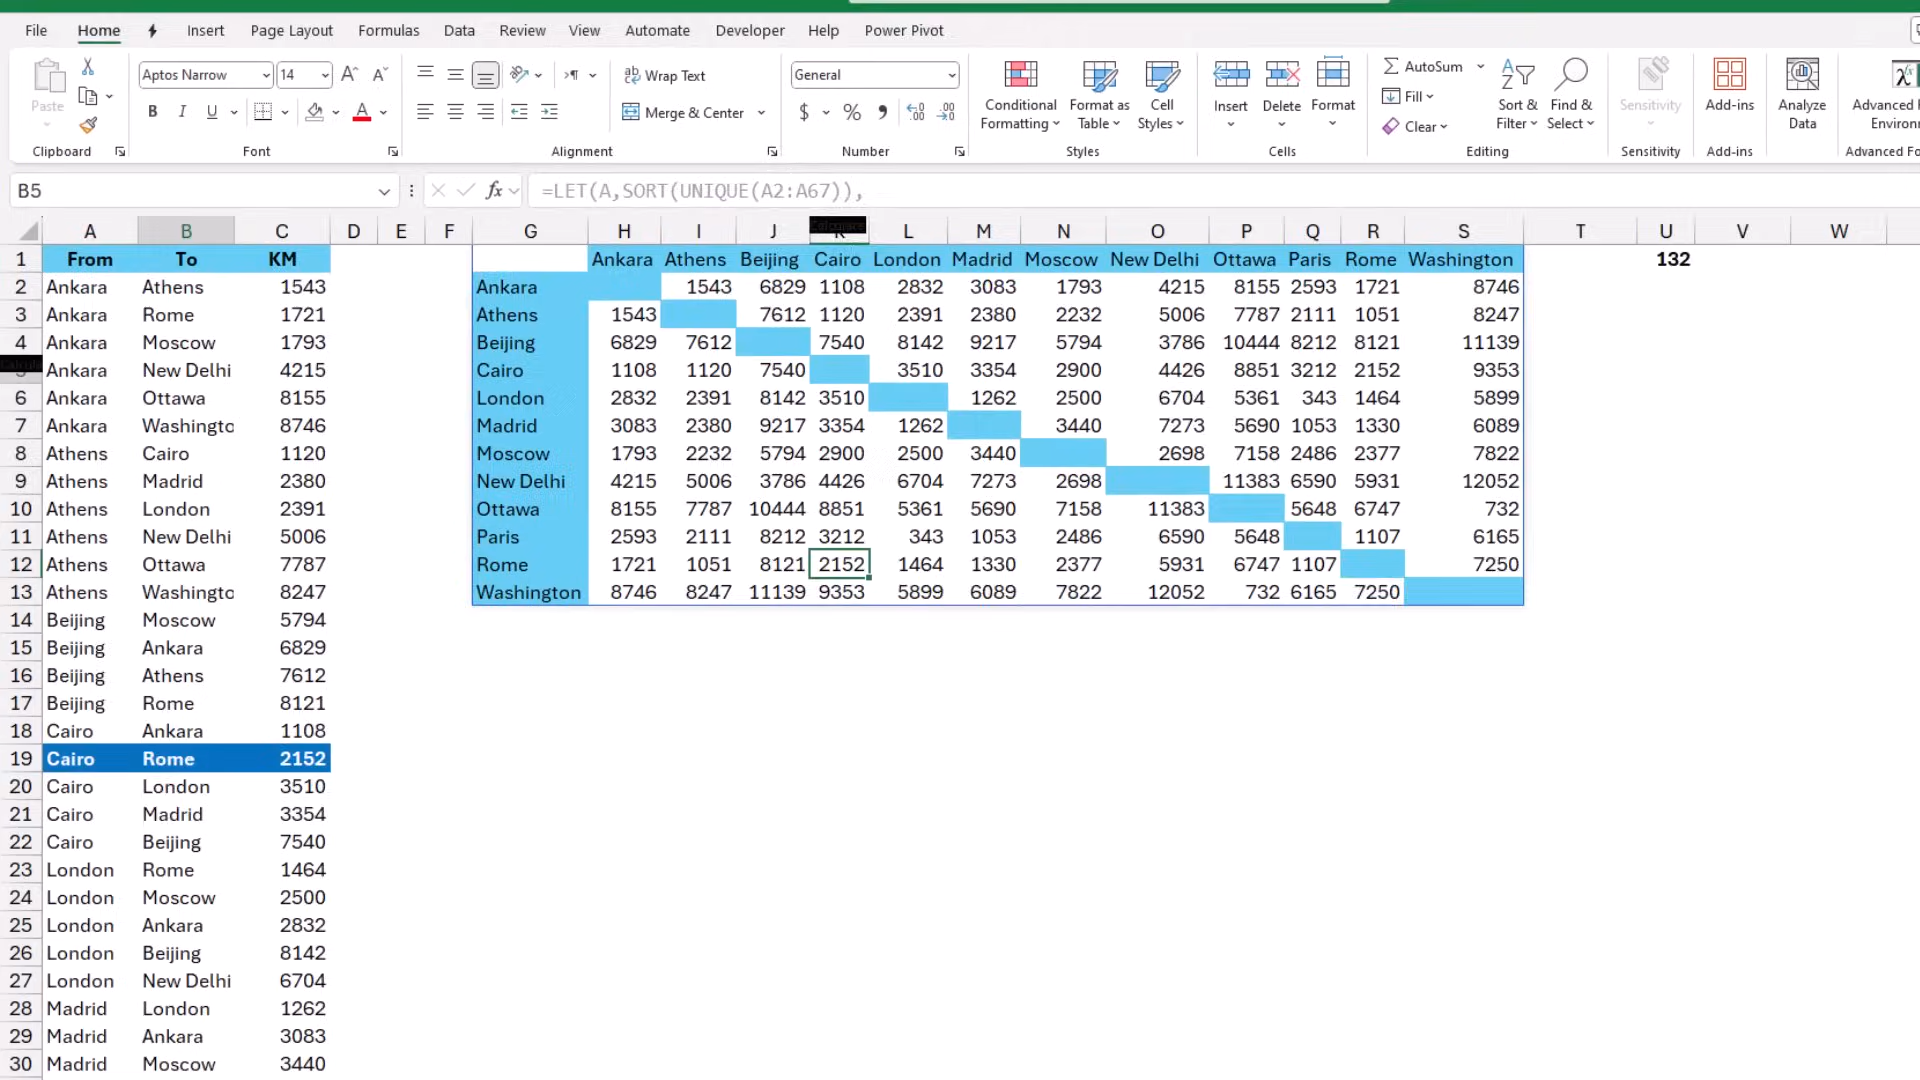 File Home Insert Page Layout Formulas Data Review View Automate Developer Help Power Pivot
Aptos Narrow 14 Wrap Text General AutoSum
Paste Merge & Center Conditional Formatting Format as Table Cell Styles Insert Delete Format Fill Clear Sort & Filter Find & Select Sensitivity Add-ins Analyze Data Advanced
Clipboard Font Alignment Number Styles Cells Editing Sensitivity Add-ins
B5 fx =LET(A,SORT(UNIQUE(A2:A67)),
A B C D E F G H I J L M N O P Q R S T U V W
1 From To KM Ankara Athens Beijing Cairo London Madrid Moscow New Delhi Ottawa Paris Rome Washington 132
2 Ankara Athens 1543 Ankara 1543 6829 1108 2832 3083 1793 4215 8155 2593 1721 8746
3 Ankara Rome 1721 Athens 1543 7612 1120 2391 2380 2232 5006 7787 2111 1051 8247
4 Ankara Moscow 1793 Beijing 6829 7612 7540 8142 9217 5794 3786 10444 8212 8121 11139
Ankara New Delhi 4215 Cairo 1108 1120 7540 3510 3354 2900 4426 8851 3212 2152 9353
6 Ankara Ottawa 8155 London 2832 2391 8142 3510 1262 2500 6704 5361 343 1464 5899
7 Ankara Washingto 8746 Madrid 3083 2380 9217 3354 1262 3440 7273 5690 1053 1330 6089
8 Athens Cairo 1120 Moscow 1793 2232 5794 2900 2500 3440 2698 7158 2486 2377 7822
9 Athens Madrid 2380 New Delhi 4215 5006 3786 4426 6704 7273 2698 11383 6590 5931 12052
10 Athens London 2391 Ottawa 8155 7787 10444 8851 5361 5690 7158 11383 5648 6747 732
11 Athens New Delhi 5006 Paris 2593 2111 8212 3212 343 1053 2486 6590 5648 1107 6165
12 Athens Ottawa 7787 Rome 1721 1051 8121 2152 1464 1330 2377 5931 6747 1107 7250
13 Athens Washingto 8247 Washington 8746 8247 11139 9353 5899 6089 7822 12052 732 6165 7250
14 Beijing Moscow 5794
15 Beijing Ankara 6829
16 Beijing Athens 7612
17 Beijing Rome 8121
18 Cairo Ankara 1108
19 Cairo Rome 2152
20 Cairo London 3510
21 Cairo Madrid 3354
22 Cairo Beijing 7540
23 London Rome 1464
24 London Moscow 2500
25 London Ankara 2832
26 London Beijing 8142
27 London New Delhi 6704
28 Madrid London 1262
29 Madrid Ankara 3083
30 Madrid Moscow 3440